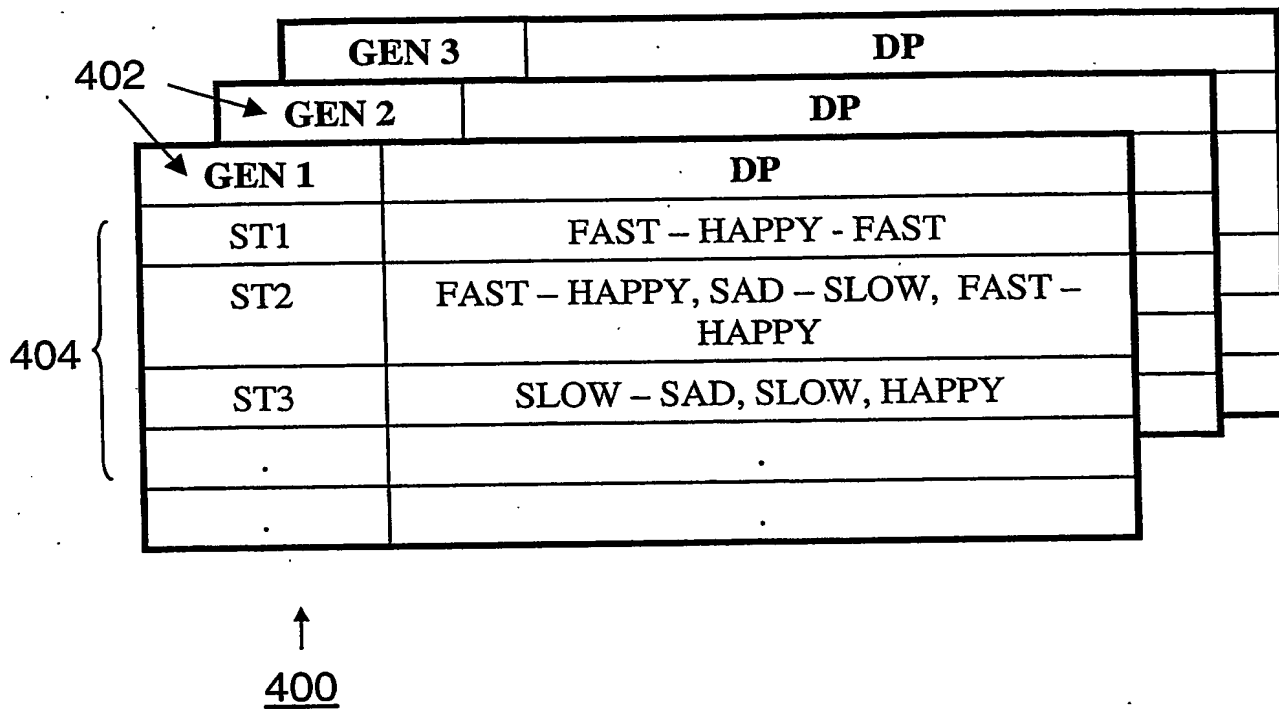 GEN 3 DP
402
GEN 2 DP
GEN 1 DP
ST1 FAST – HAPPY - FAST
ST2 FAST – HAPPY, SAD – SLOW, FAST –
HAPPY
404
ST3 SLOW – SAD, SLOW, HAPPY
. .
. .
400